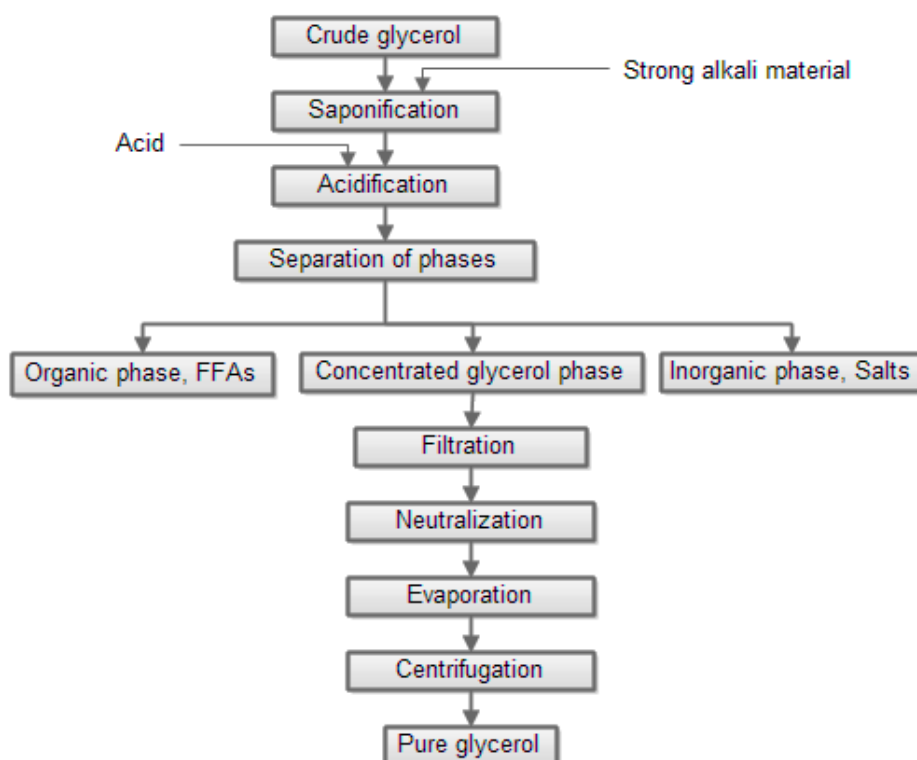 Crude glycerol
Strong alkali material
Saponification
Acid
Acidification
Separation of phases
Organic phase, FFAs
Concentrated glycerol phase
Inorganic phase, Salts
Filtration
Neutralization
Evaporation
Centrifugation
Pure glycerol